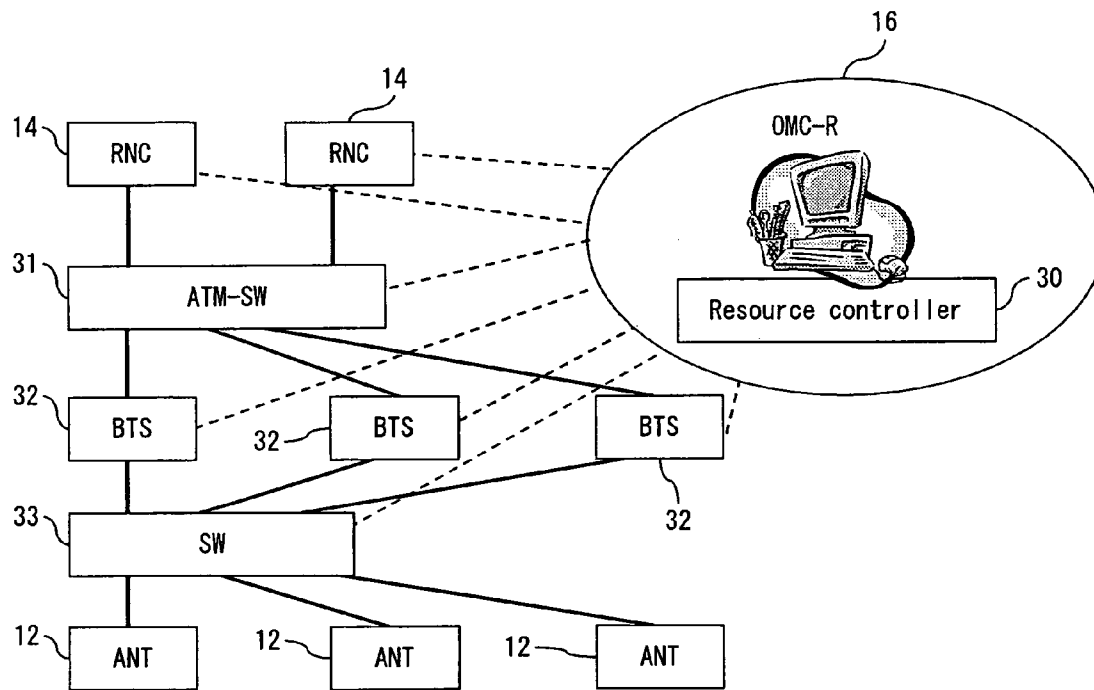 16
14
14
RNC
RNC
OMC-R
31
ATM-SW
30
Resource controller
32
BTS
32
BTS
BTS
32
33
SW
12
ANT
12
ANT
12
ANT